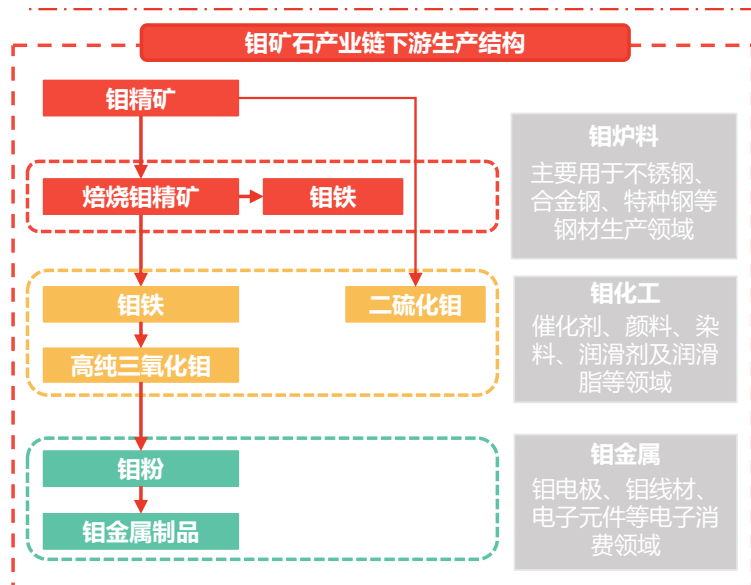 钼矿石产业链下游生产结构
钼精矿
焙烧钼精矿
钼铁
钼炉料
主要用于不锈钢、
合金钢、特种钢等
钢材生产领域
钼铁
二硫化钼
高纯三氧化钼
钼化工
催化剂、颜料、染
料、润滑剂及润滑
脂等领域
钼粉
钼金属制品
钼金属
钼电极、钼线材、
电子元件等电子消
费领域